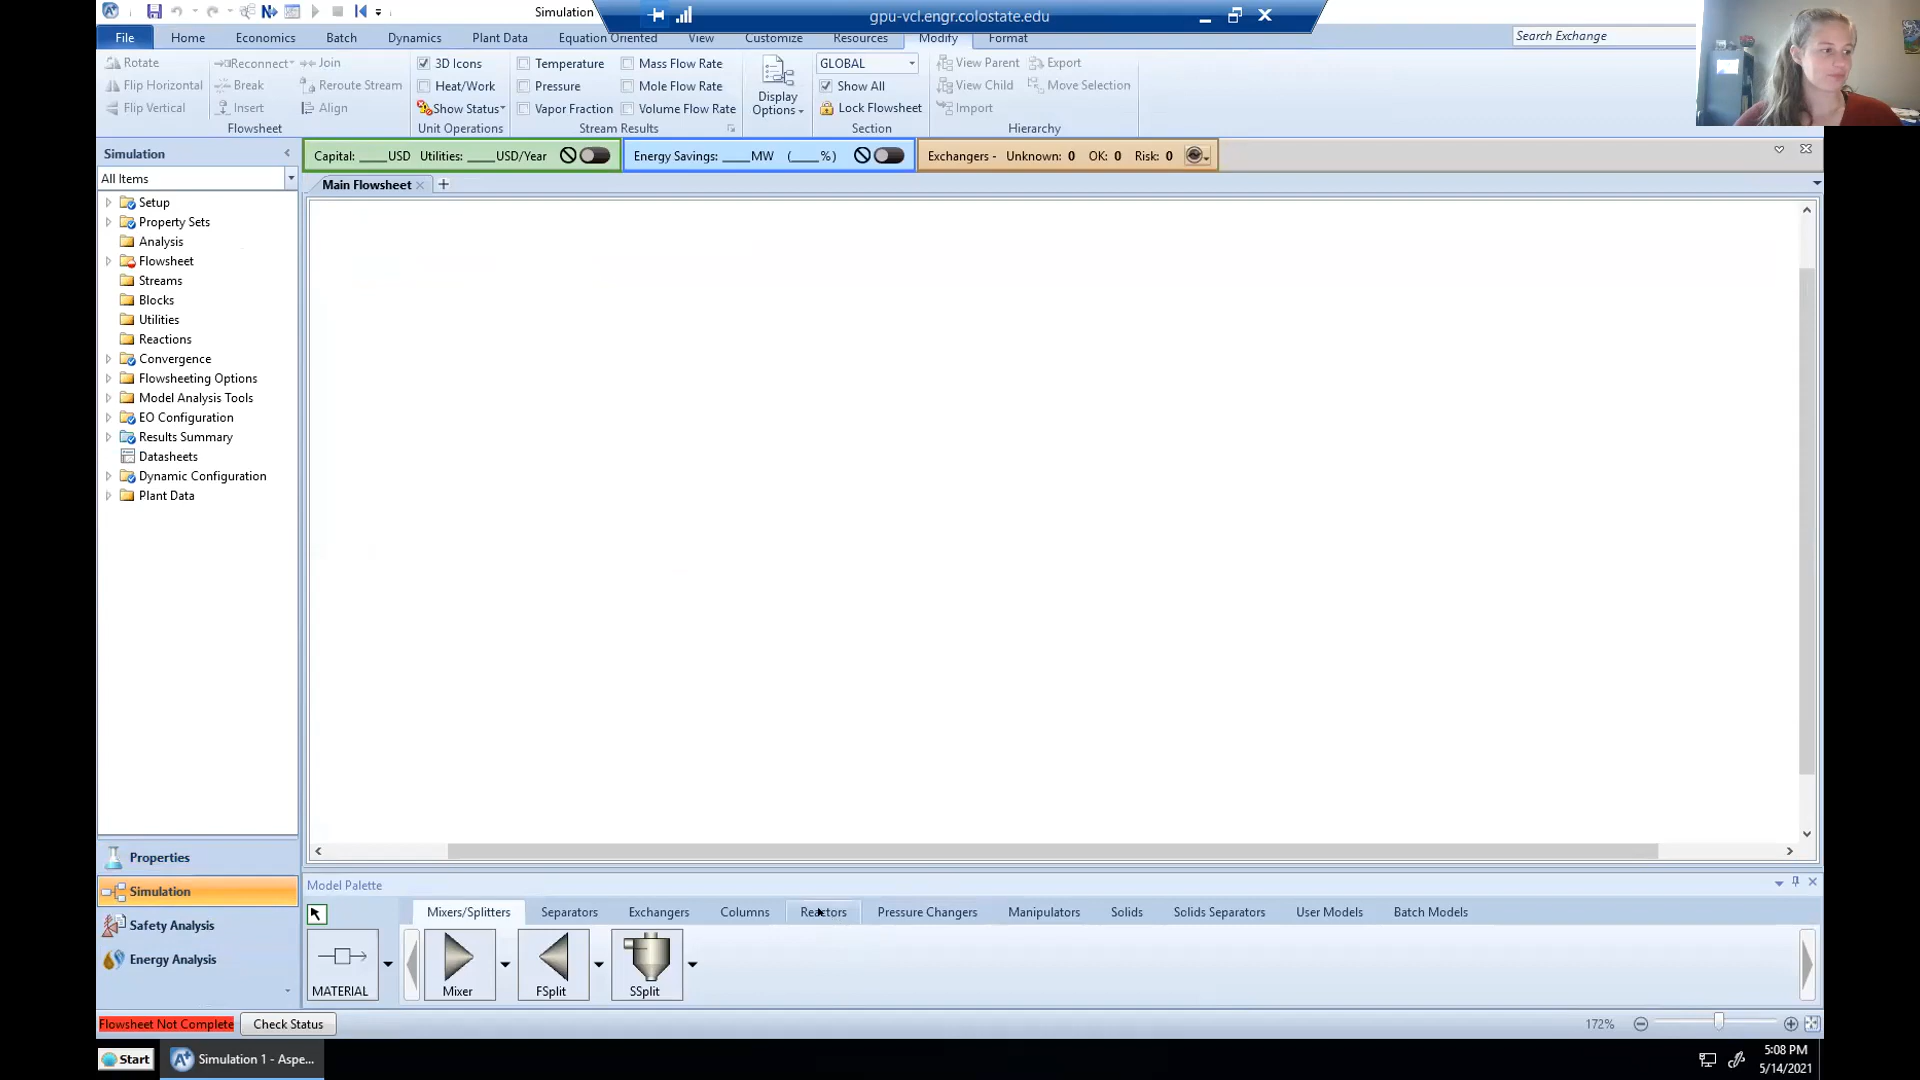 Simulation
gpu-vcl.engr.colostate.edu
File
Home
Economics
Batch
Dynamics
Plant Data
Equation Oriented
View
Customize
Resources
Modify
Format
Search Exchange
Rotate
Flip Horizontal
Flip Vertical
Reconnect
Break
Insert
Join
Reroute Stream
Align
Flowsheet
3D Icons
Heat/Work
Show Status
Unit Operations
Temperature
Pressure
Vapor Fraction
Mass Flow Rate
Mole Flow Rate
Volume Flow Rate
Stream Results
Display
Options
GLOBAL
Show All
Lock Flowsheet
Section
View Parent
View Child
Import
Export
Move Selection
Hierarchy
Simulation
All Items
Capital: ____USD Utilities: ____USD/Year
Energy Savings: ____MW (____%)
Exchangers - Unknown: 0 OK: 0 Risk: 0
Main Flowsheet
Setup
Property Sets
Analysis
Flowsheet
Streams
Blocks
Utilities
Reactions
Convergence
Flowsheeting Options
Model Analysis Tools
EO Configuration
Results Summary
Datasheets
Dynamic Configuration
Plant Data
Properties
Simulation
Safety Analysis
Energy Analysis
Model Palette
Mixers/Splitters
Separators
Exchangers
Columns
Reactors
Pressure Changers
Manipulators
Solids
Solids Separators
User Models
Batch Models
MATERIAL
Mixer
FSplit
SSplit
Flowsheet Not Complete
Check Status
172%
Start
Simulation 1 - Aspe...
5:08 PM
5/14/2021